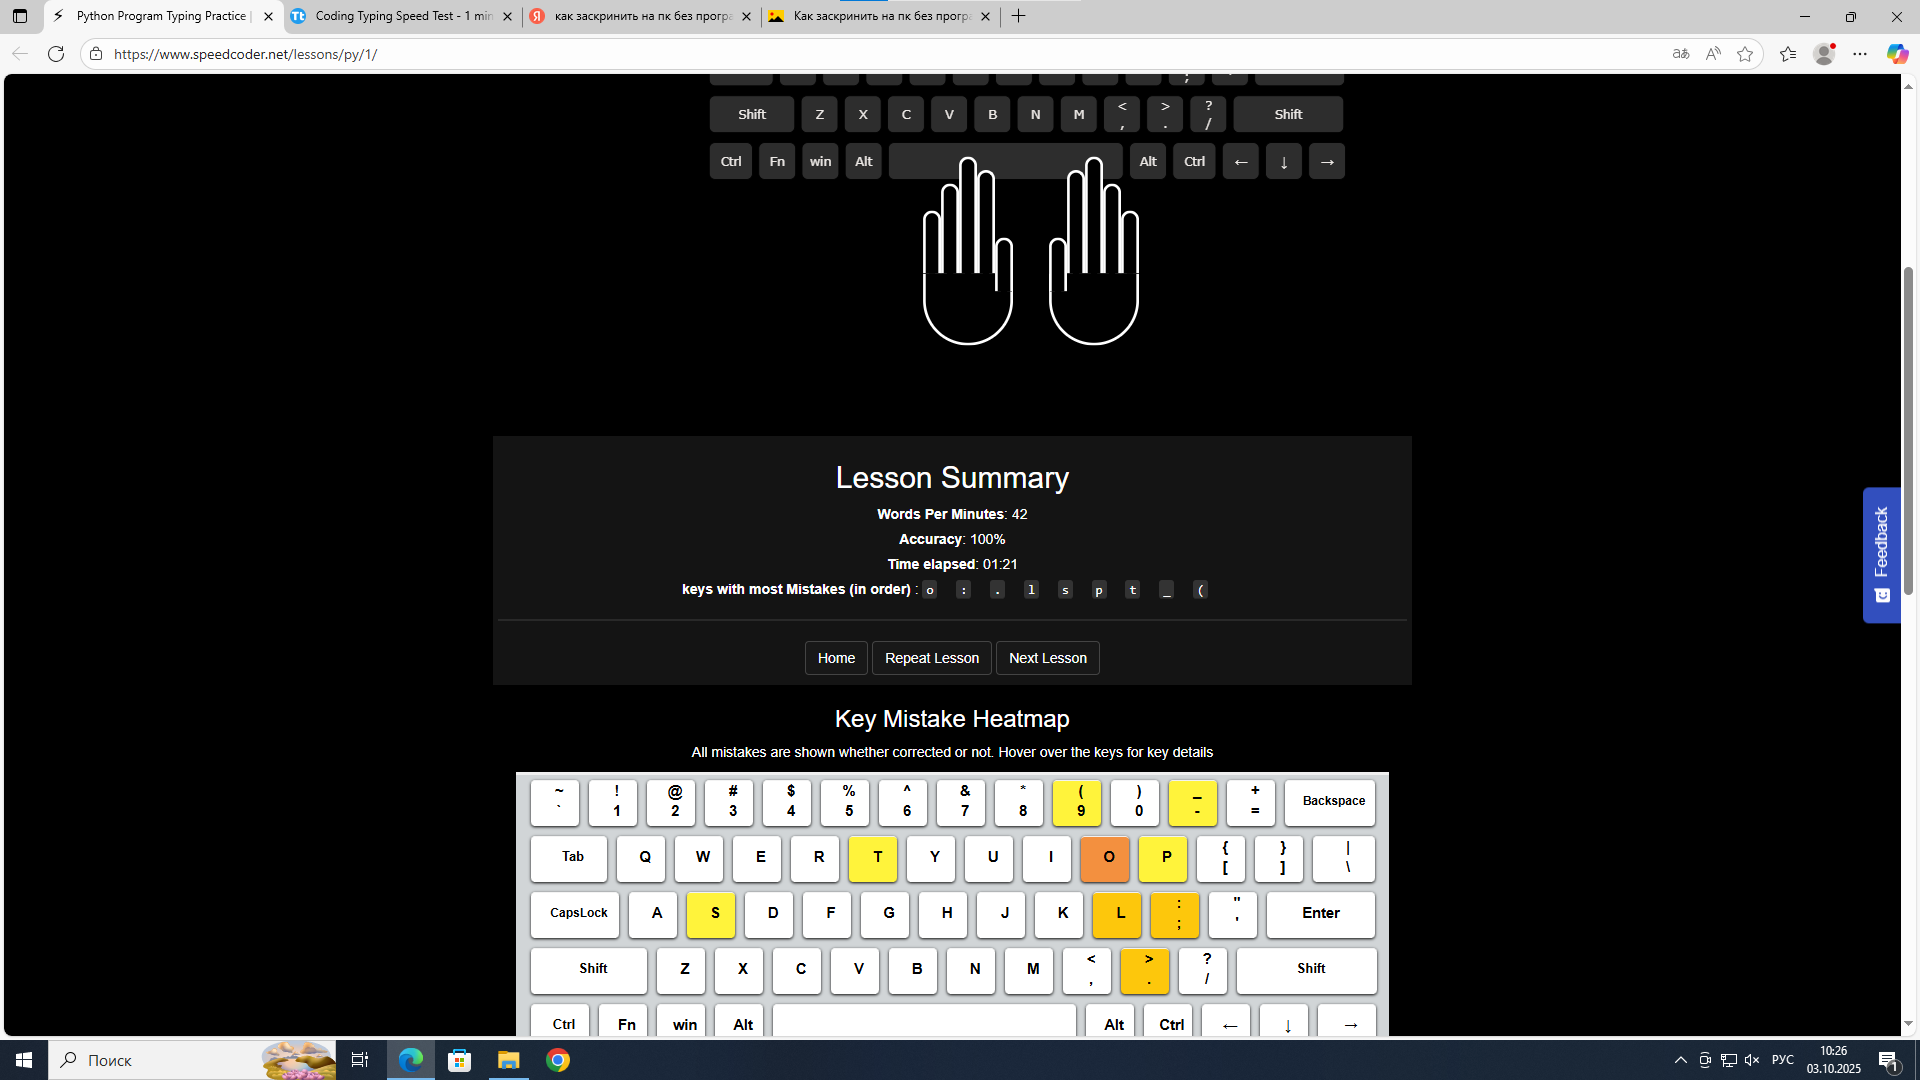 Python Program Typing Practice |
Coding Typing Speed Test - 1 min
как заскринить на пк без програ
Как заскринить на пк без програ
https://www.speedcoder.net/lessons/py/1/
;
Shift Z X C V B N M < , > . ? / Shift
Ctrl Fn win Alt Alt Ctrl ← ↓ →
Lesson Summary
Words Per Minutes: 42
Accuracy: 100%
Time elapsed: 01:21
keys with most Mistakes (in order) : o : . l s p t _ (
Home Repeat Lesson Next Lesson
Feedback
Key Mistake Heatmap
All mistakes are shown whether corrected or not. Hover over the keys for key details
~ ` ! 1 @ 2 # 3 $ 4 % 5 ^ 6 & 7 * 8 ( 9 ) 0 _ - + = Backspace
Tab Q W E R T Y U I O P { [ } ] | \
CapsLock A S D F G H J K L : ; " ' Enter
Shift Z X C V B N M < , > . ? / Shift
Ctrl Fn win Alt Alt Ctrl ← ↓ →
Поиск
РУС
10:26
03.10.2025
1